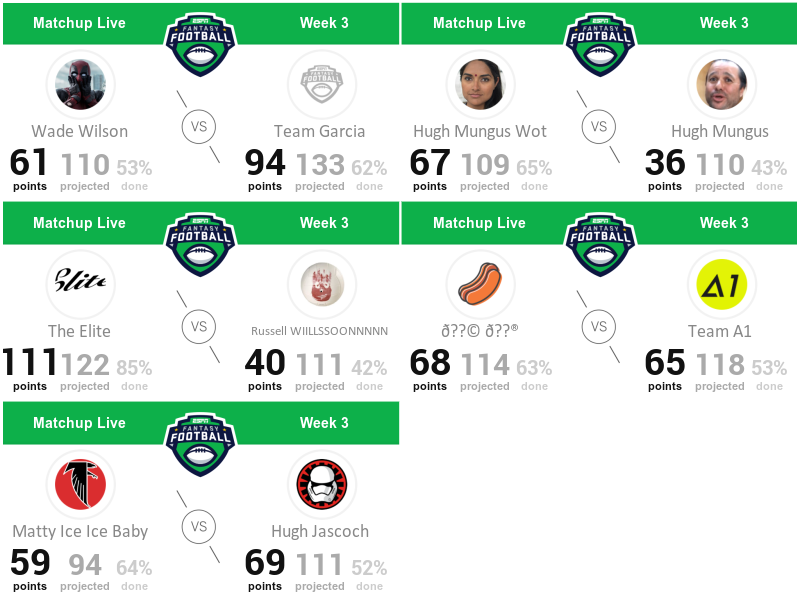 Matchup Live
ESPN
FANTASY
FOOTBALL
Week 3
VS
Wade Wilson
Team Garcia
61 110 53%
points projected done
94 133 62%
points projected done
Matchup Live
ESPN
FANTASY
FOOTBALL
Week 3
VS
Hugh Mungus Wot
Hugh Mungus
67 109 65%
points projected done
36 110 43%
points projected done
Matchup Live
ESPN
FANTASY
FOOTBALL
Week 3
Elite
VS
The Elite
Russell WIILLSSOONNNNN
111 122 85%
points projected done
40 111 42%
points projected done
Matchup Live
ESPN
FANTASY
FOOTBALL
Week 3
A1
VS
ð??© ð??®
Team A1
68 114 63%
points projected done
65 118 53%
points projected done
Matchup Live
ESPN
FANTASY
FOOTBALL
Week 3
VS
Matty Ice Ice Baby
Hugh Jascoch
59 94 64%
points projected done
69 111 52%
points projected done